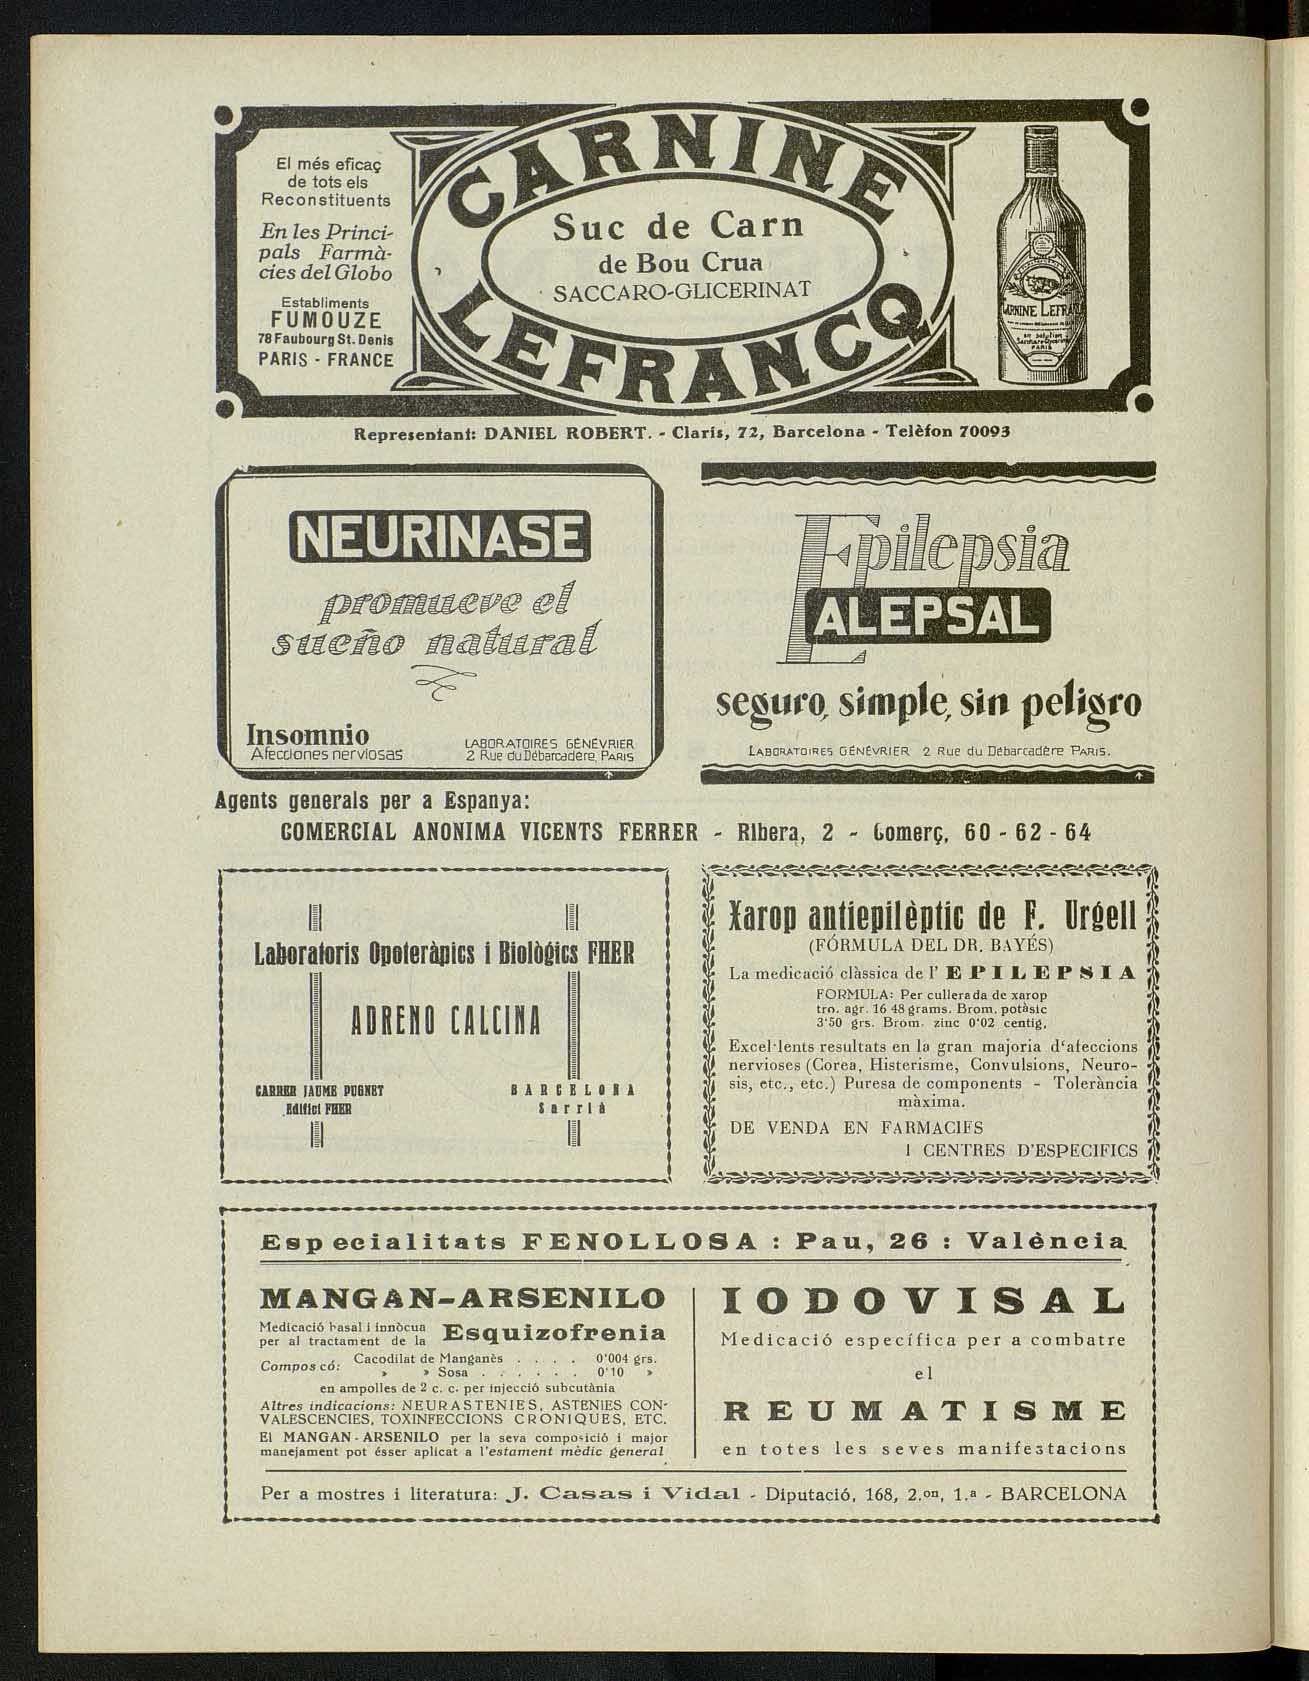 El més eficaç
de tots els
Reconstituents
En les Princi-
pals Farmà-
cies del Globo
Establiments
FUMOUZE
78 Faubourg St. Denis
PARIS - FRANCE
CARNINE
Suc de Carn
de Bou Crua
SACCARO-GLICERINAT
LEFRANCQ
CARNINE LEFRA
PARIS
Representant: DANIEL ROBERT. - Claris, 72, Barcelona - Telèfon 70093
NEURINASE
promueve el
sueño natural
Insomnio
Afecciones nerviosas
LABORATOIRES GÉNÉVRIER
2 Rue du Débarcadère, PARIS
Epilepsia
ALEPSAL
seguro, simple, sin peligro
LABORATOIRES GÉNÉVRIER 2 Rue du Débarcadère PARIS.
Agents generals per a Espanya:
COMERCIAL ANONIMA VICENTS FERRER - Ribera, 2 - Comerç, 60 - 62 - 64
Laboratoris Opoteràpics i Biològics FHER
ADRENO CALCINA
CARRER JAUME PUGNET
Edifici FHER
BARCELONA
Sarrià
Xarop antiepilèptic de F. Urgell
(FÓRMULA DEL DR. BAYÉS)
La medicació clàssica de l' EPILEPSIA
FORMULA: Per cullerada de xarop
tro. agr. 16 48 grams. Brom. potàsic
3'50 grs. Brom. zinc 0'02 centig.
Excel·lents resultats en la gran majoria d'afeccions
nervioses (Corea, Histerisme, Convulsions, Neuro-
sis, etc., etc.) Puresa de components - Tolerància
màxima.
DE VENDA EN FARMACIES
I CENTRES D'ESPECIFICS
Especialitats FENOLLOSA : Pau, 26 : València
MANGAN-ARSENILO
Medicació basal i innòcua
per al tractament de la Esquizofrenia
Composcó: Cacodilat de Manganès . . . . 0'004 grs.
» » Sosa . . . . . . 0'10 »
en ampolles de 2 c. c. per injecció subcutània
Altres indicacions: NEURASTENIES, ASTENIES CON-
VALESCENCIES, TOXINFECCIONS CRONIQUES, ETC.
El MANGAN-ARSENILO per la seva composició i major
manejament pot ésser aplicat a l'estament mèdic general
IODOVISAL
Medicació específica per a combatre
el
REUMATISME
en totes les seves manifestacions
Per a mostres i literatura: J. Casas i Vidal - Diputació, 168, 2.on, 1.ª - BARCELONA